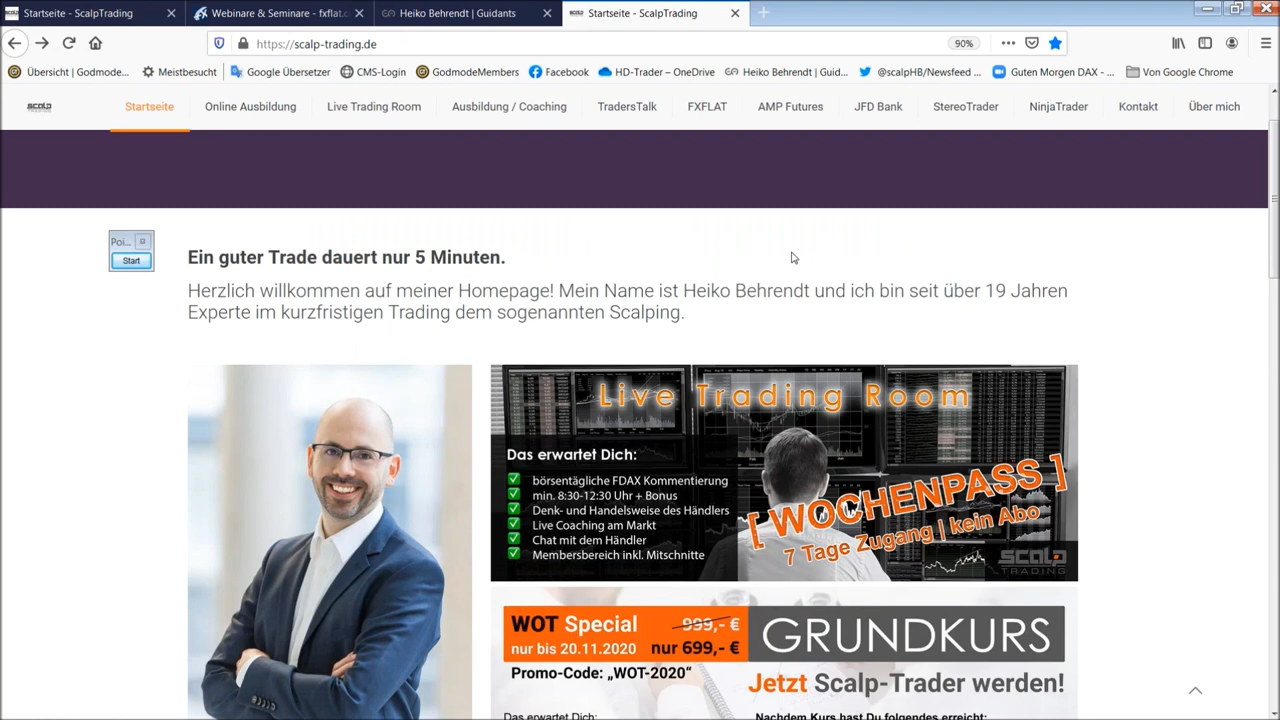 Startseite - ScalpTrading
Webinare & Seminare - fxflat.c
Heiko Behrendt | Guidants
Startseite - ScalpTrading
https://scalp-trading.de
90%
Übersicht | Godmode...
Meistbesucht
Google Übersetzer
CMS-Login
GodmodeMembers
Facebook
HD-Trader – OneDrive
Heiko Behrendt | Guid...
@scalpHB/Newsfeed ...
Guten Morgen DAX - ...
Von Google Chrome
SCALP
Startseite
Online Ausbildung
Live Trading Room
Ausbildung / Coaching
TradersTalk
FXFLAT
AMP Futures
JFD Bank
StereoTrader
NinjaTrader
Kontakt
Über mich
Poi...
Start
Ein guter Trade dauert nur 5 Minuten.
Herzlich willkommen auf meiner Homepage! Mein Name ist Heiko Behrendt und ich bin seit über 19 Jahren
Experte im kurzfristigen Trading dem sogenannten Scalping.
Live Trading Room
Das erwartet Dich:
börsentägliche FDAX Kommentierung
min. 8:30-12:30 Uhr + Bonus
Denk- und Handelsweise des Händlers
Live Coaching am Markt
Chat mit dem Händler
Membersbereich inkl. Mitschnitte
[ WOCHENPASS ]
7 Tage Zugang | kein Abo
SCALP
TRADING
WOT Special 999,- €
nur bis 20.11.2020 nur 699,- €
GRUNDKURS
Promo-Code: „WOT-2020“
Jetzt Scalp-Trader werden!
Das erwartet Dich:
Nachdem Kurs hast Du folgendes erreicht: